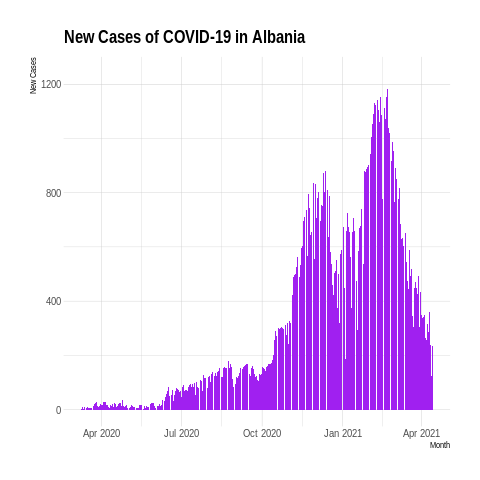 New Cases of COVID-19 in Albania
New Cases
1200
800
400
0
Apr 2020 Jul 2020 Oct 2020 Jan 2021 Apr 2021
Month